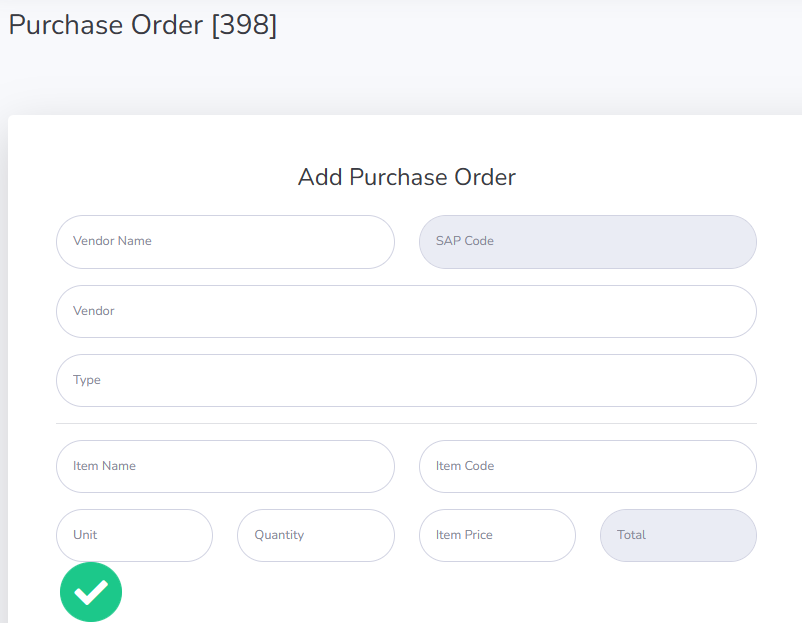 Purchase Order [398]
Add Purchase Order
Vendor Name SAP Code
Vendor
Type
Item Name Item Code
Unit Quantity Item Price Total